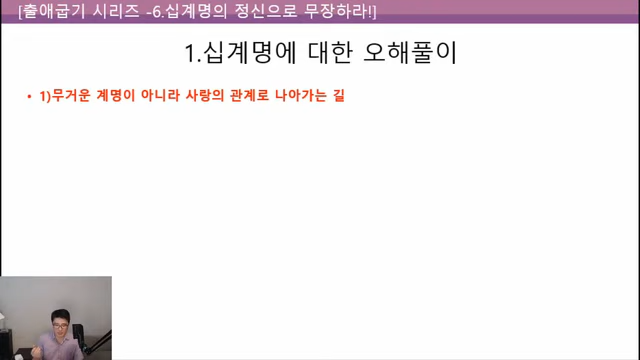 [출애굽기 시리즈 -6.십계명의 정신으로 무장하라!]
1.십계명에 대한 오해풀이
• 1)무거운 계명이 아니라 사랑의 관계로 나아가는 길